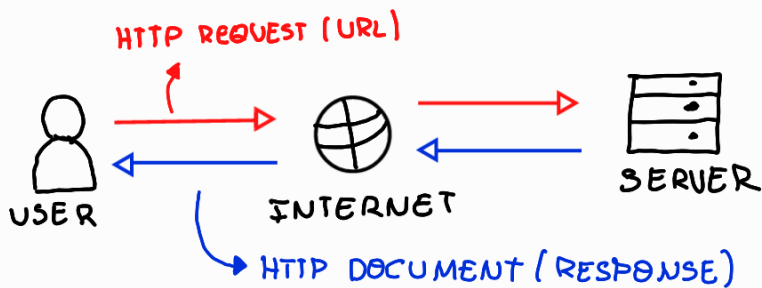 HTTP REQUEST (URL)
USER
INTERNET
SERVER
HTTP DOCUMENT (RESPONSE)